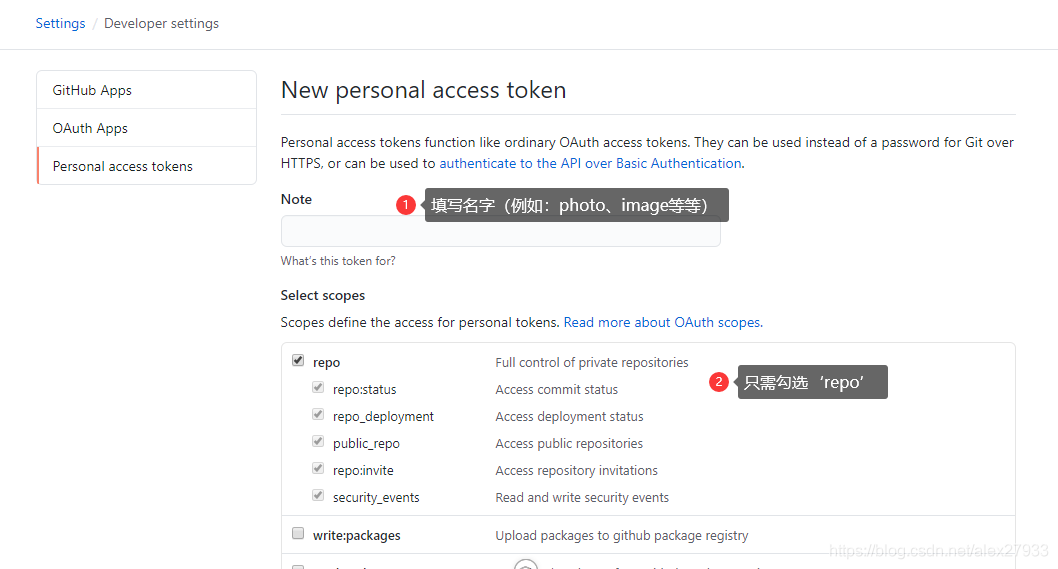 Settings / Developer settings
GitHub Apps
OAuth Apps
Personal access tokens
New personal access token
Personal access tokens function like ordinary OAuth access tokens. They can be used instead of a password for Git over
HTTPS, or can be used to authenticate to the API over Basic Authentication.
Note
1 填写名字（例如：photo、image等等）
What's this token for?
Select scopes
Scopes define the access for personal tokens. Read more about OAuth scopes.
repo Full control of private repositories
2 只需勾选‘repo’
repo:status Access commit status
repo_deployment Access deployment status
public_repo Access public repositories
repo:invite Access repository invitations
security_events Read and write security events
write:packages Upload packages to github package registry
https://blog.csdn.net/alex27933